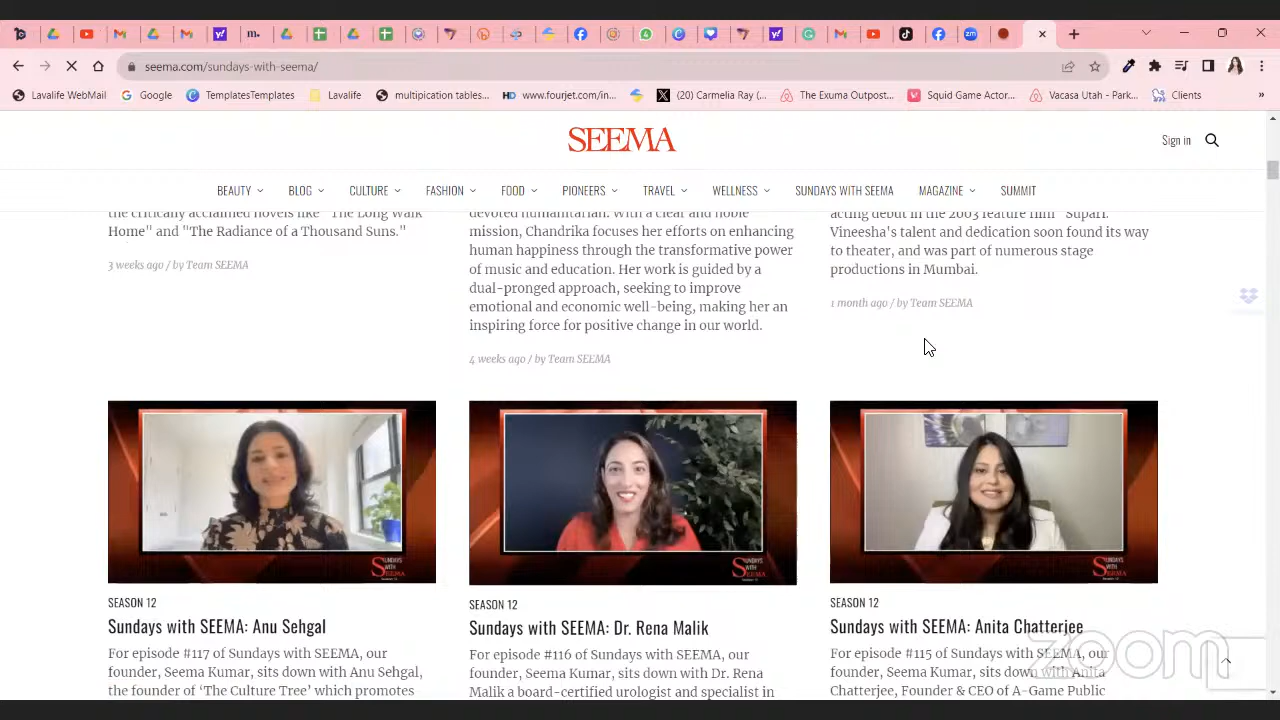 seema.com/sundays-with-seema/
Lavalife WebMail
Google
TemplatesTemplates
Lavalife
multipication tables...
HD www.fourjet.com/in...
X (20) Carmelia Ray (...
The Exuma Outpost...
Squid Game Actor...
Vacasa Utah - Park...
Clients
»
SEEMA
Sign in
BEAUTY
BLOG
CULTURE
FASHION
FOOD
PIONEERS
TRAVEL
WELLNESS
SUNDAYS WITH SEEMA
MAGAZINE
SUMMIT
the critically acclaimed novels like "The Long Walk
Home" and "The Radiance of a Thousand Suns."
3 weeks ago / by Team SEEMA
devoted humanitarian. With a clear and noble
mission, Chandrika focuses her efforts on enhancing
human happiness through the transformative power
of music and education. Her work is guided by a
dual-pronged approach, seeking to improve
emotional and economic well-being, making her an
inspiring force for positive change in our world.
4 weeks ago / by Team SEEMA
acting debut in the 2003 feature film "Supari."
Vineesha's talent and dedication soon found its way
to theater, and was part of numerous stage
productions in Mumbai.
1 month ago / by Team SEEMA
SUNDAYS
WITH
SEEMA
SEASON 12
Sundays with SEEMA: Anu Sehgal
For episode #117 of Sundays with SEEMA, our
founder, Seema Kumar, sits down with Anu Sehgal,
the founder of 'The Culture Tree' which promotes
SUNDAYS
WITH
SEEMA
SEASON 12
Sundays with SEEMA: Dr. Rena Malik
For episode #116 of Sundays with SEEMA, our
founder, Seema Kumar, sits down with Dr. Rena
Malik a board-certified urologist and specialist in
SUNDAYS
WITH
SEEMA
SEASON 12
Sundays with SEEMA: Anita Chatterjee
For episode #115 of Sundays with SEEMA, our
founder, Seema Kumar, sits down with Anita
Chatterjee, Founder & CEO of A-Game Public
zoom